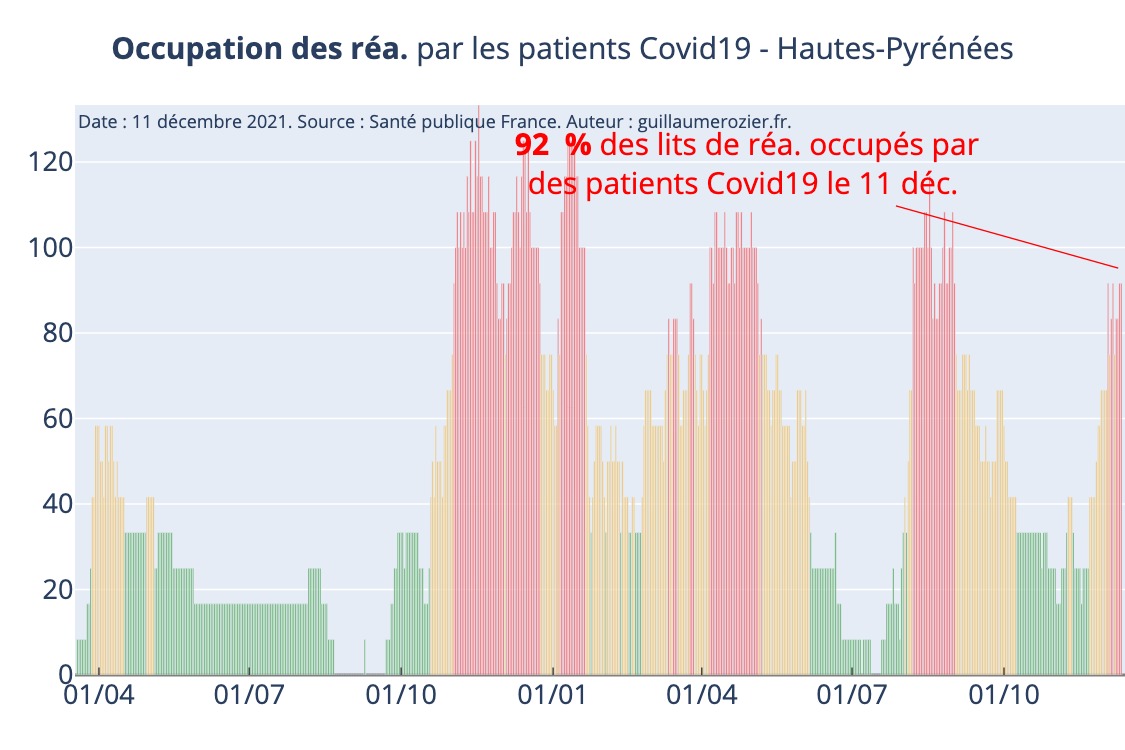 Occupation des réa. par les patients Covid19 - Hautes-Pyrénées
Date : 11 décembre 2021. Source : Santé publique France. Auteur : guillaumerozier.fr.
92 % des lits de réa. occupés par
des patients Covid19 le 11 déc.
120
100
80
60
40
20
0
01/04 01/07 01/10 01/01 01/04 01/07 01/10